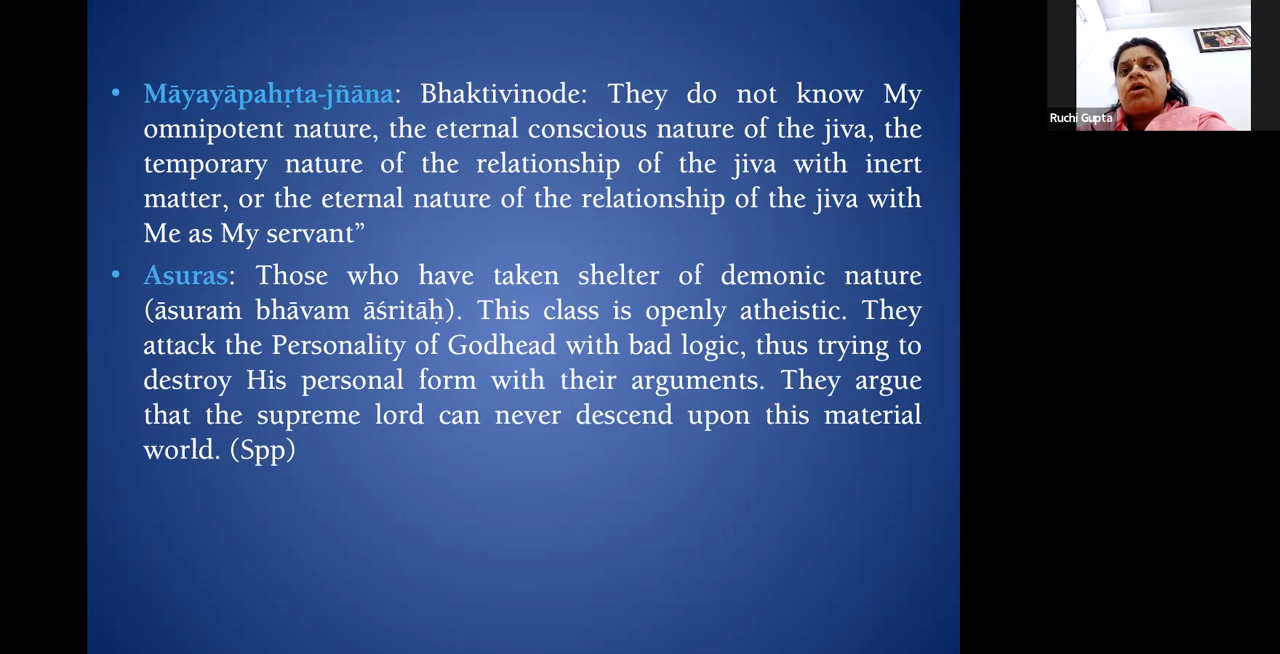 • Māyayāpahṛta-jñāna: Bhaktivinode: They do not know My
omnipotent nature, the eternal conscious nature of the jiva, the
temporary nature of the relationship of the jiva with inert
matter, or the eternal nature of the relationship of the jiva with
Me as My servant”
• Asuras: Those who have taken shelter of demonic nature
(āsuraṁ bhāvam āśritāḥ). This class is openly atheistic. They
attack the Personality of Godhead with bad logic, thus trying to
destroy His personal form with their arguments. They argue
that the supreme lord can never descend upon this material
world. (Spp)
Ruchi Gupta